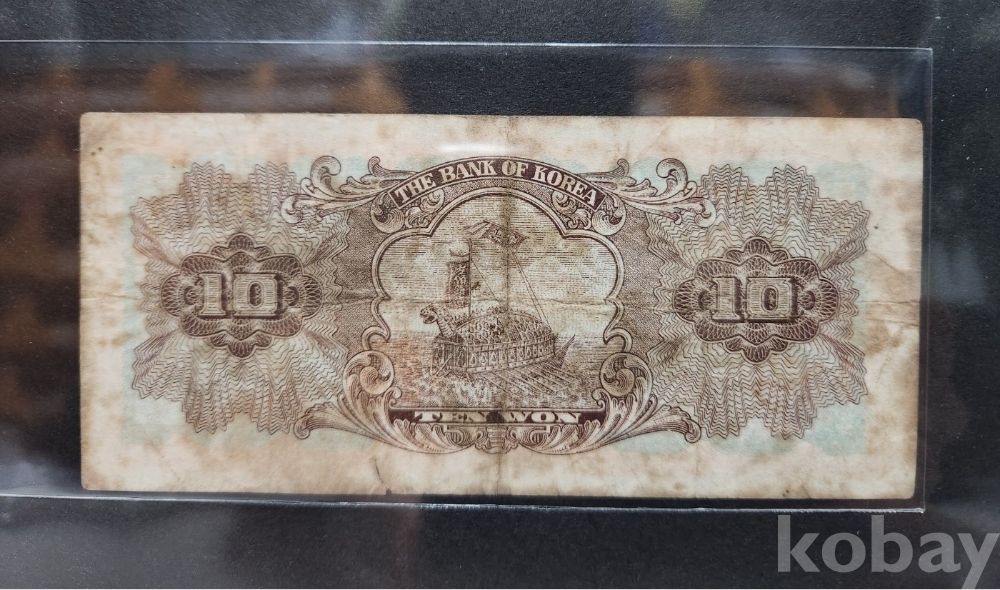 THE BANK OF KOREA
10
10
TEN WON
kobay